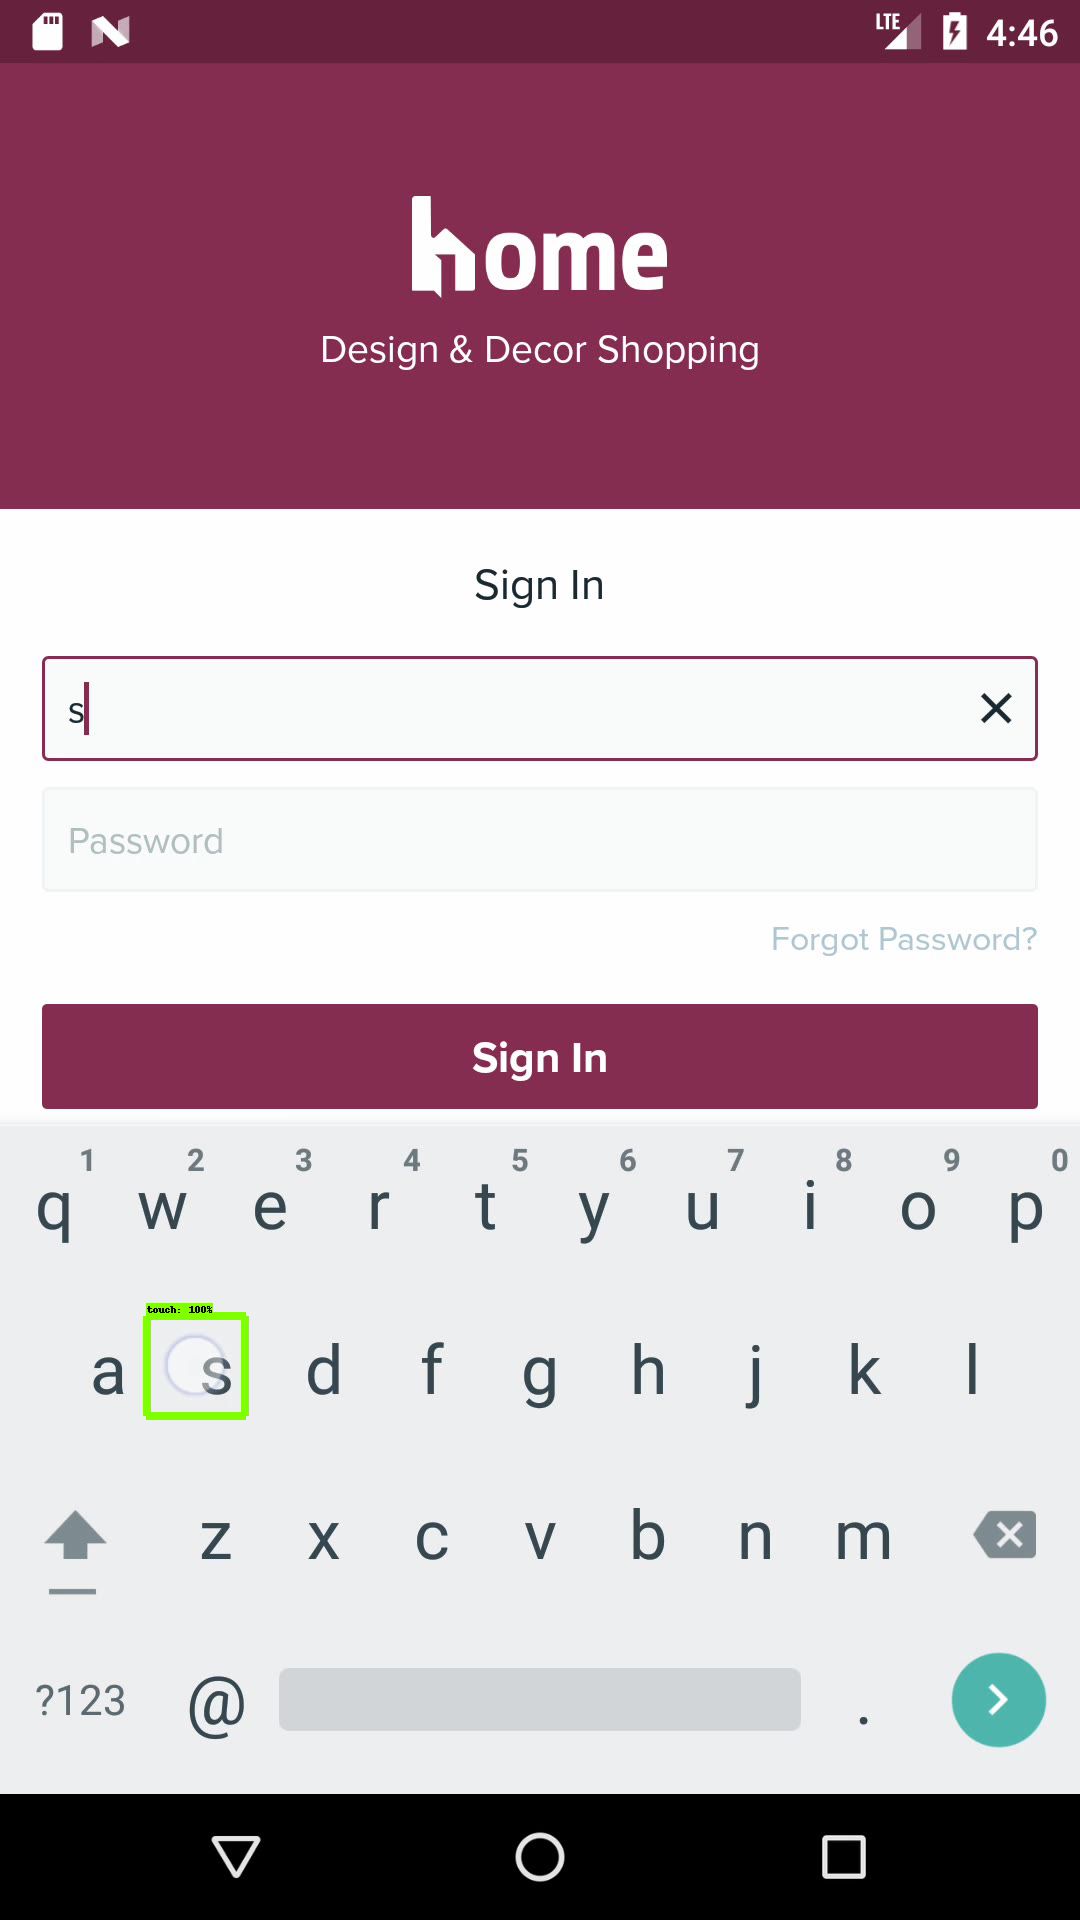 LTE 4:46
home
Design & Decor Shopping
Sign In
s
Password
Forgot Password?
Sign In
1 2 3 4 5 6 7 8 9 0
q w e r t y u i o p
touch: 100%
a s d f g h j k l
z x c v b n m
?123 @ .